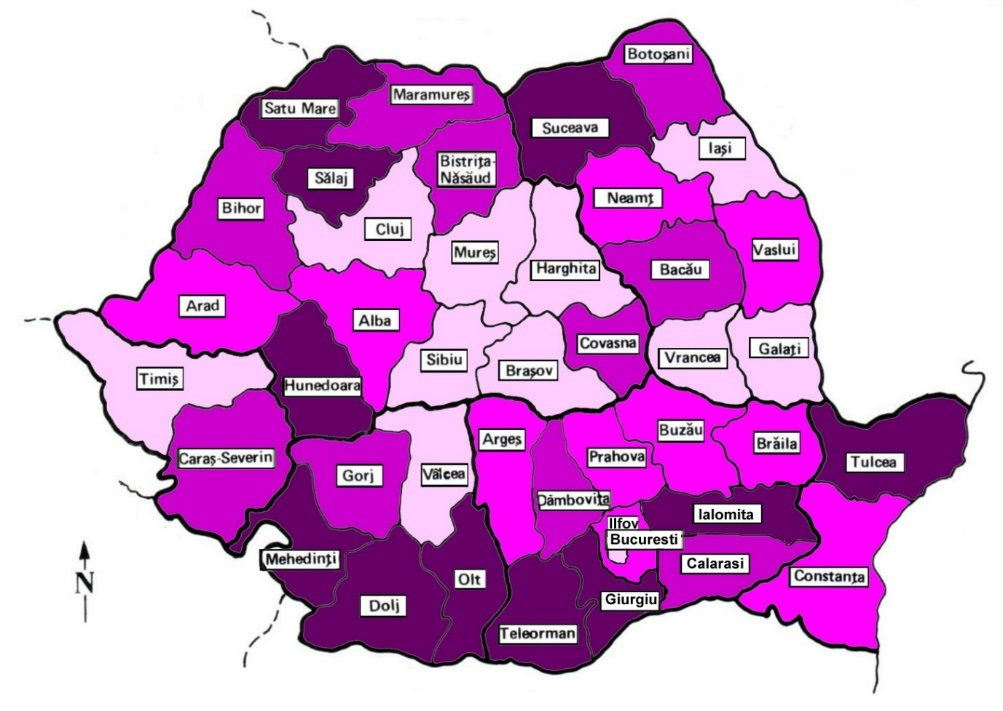 Botoșani
Maramureș
Satu Mare
Suceava
Iași
Bistrița-
Năsăud
Sălaj
Neamț
Bihor
Cluj
Mureș
Vaslui
Harghita
Bacău
Arad
Alba
Covasna
Galați
Sibiu
Vrancea
Brașov
Timiș
Hunedoara
Buzău
Argeș
Brăila
Caraș-Severin
Prahova
Tulcea
Gorj
Vâlcea
Dâmbovița
Ialomita
Ilfov
Bucuresti
Mehedinți
Calarasi
Constanța
Olt
N
Dolj
Giurgiu
Teleorman